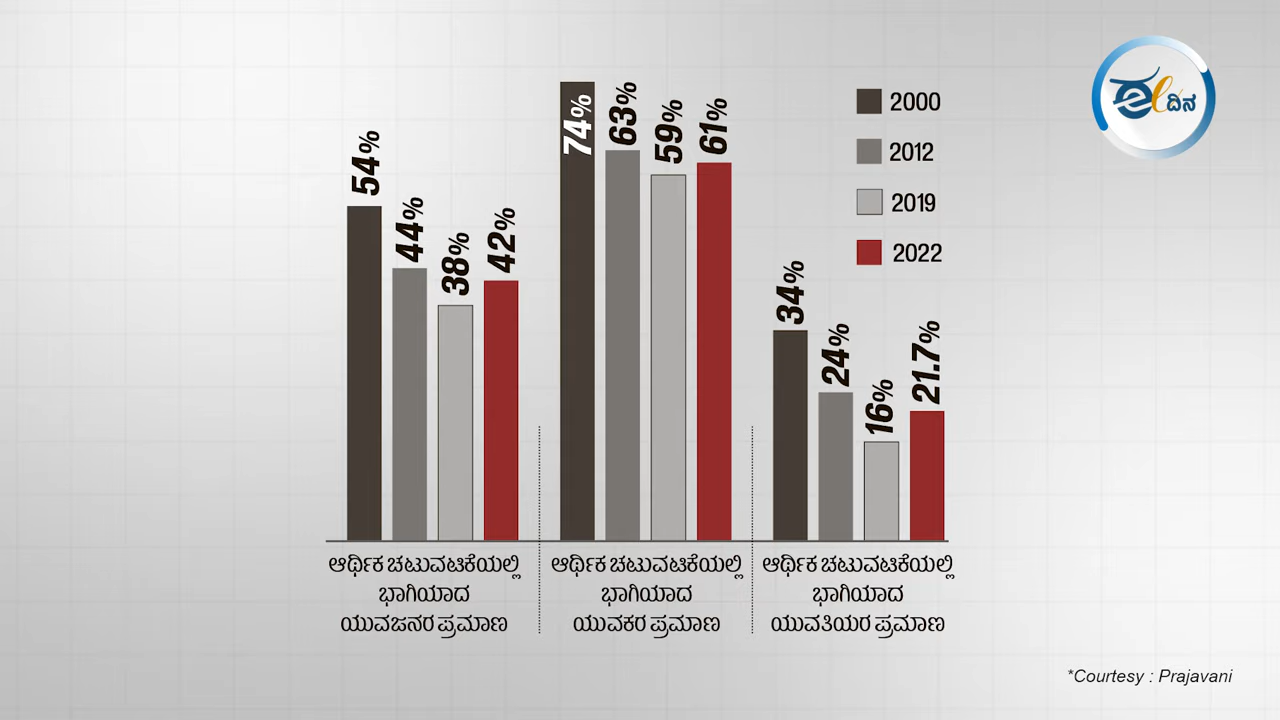 ಈ ದಿನ
2000
2012
2019
2022
54%
44%
38%
42%
74%
63%
59%
61%
34%
24%
16%
21.7%
ಆರ್ಥಿಕ ಚಟುವಟಿಕೆಯಲ್ಲಿ
ಭಾಗಿಯಾದ
ಯುವಜನರ ಪ್ರಮಾಣ
ಆರ್ಥಿಕ ಚಟುವಟಿಕೆಯಲ್ಲಿ
ಭಾಗಿಯಾದ
ಯುವಕರ ಪ್ರಮಾಣ
ಆರ್ಥಿಕ ಚಟುವಟಿಕೆಯಲ್ಲಿ
ಭಾಗಿಯಾದ
ಯುವತಿಯರ ಪ್ರಮಾಣ
*Courtesy : Prajavani